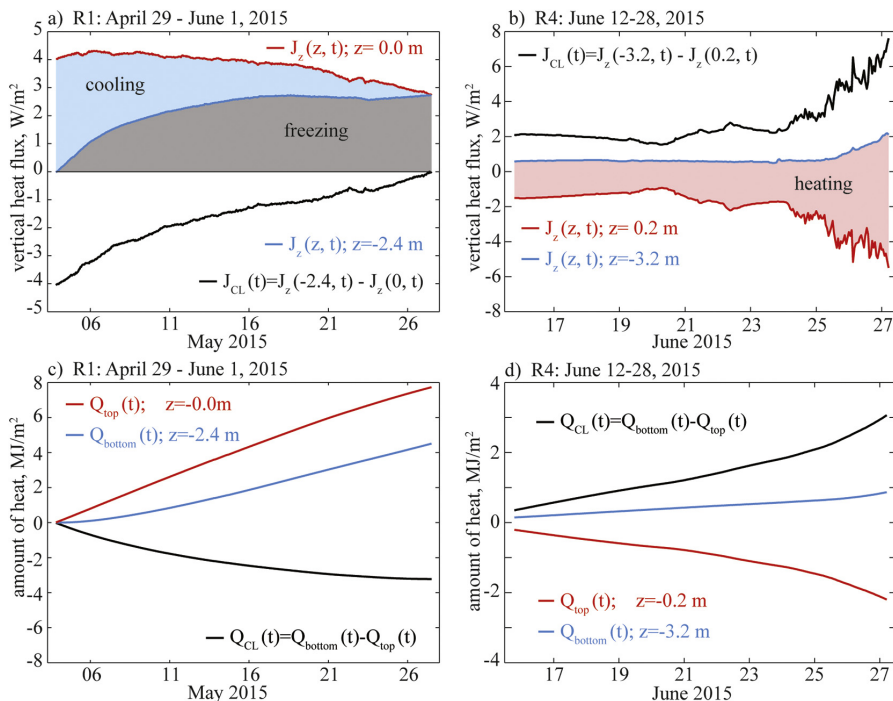 a) R1: April 29 - June 1, 2015
5
4
3
2
1
0
-1
-2
-3
-4
-5
vertical heat flux, W/m²
J_z(z, t); z= 0.0 m
cooling
freezing
J_z(z, t); z=-2.4 m
J_CL(t)=J_z(-2.4, t) - J_z(0, t)
06 11 16 21 26
May 2015
b) R4: June 12-28, 2015
8
6
4
2
0
-2
-4
-6
-8
vertical heat flux, W/m²
J_CL(t)=J_z(-3.2, t) - J_z(0.2, t)
heating
J_z(z, t); z= 0.2 m
J_z(z, t); z=-3.2 m
17 19 21 23 25 27
June 2015
c) R1: April 29 - June 1, 2015
8
6
4
2
0
-2
-4
-6
-8
amount of heat, MJ/m²
Q_top(t); z=-0.0m
Q_bottom(t); z=-2.4 m
Q_CL(t)=Q_bottom(t)-Q_top(t)
06 11 16 21 26
May 2015
d) R4: June 12-28, 2015
4
2
0
-2
-4
amount of heat, MJ/m²
Q_CL(t)=Q_bottom(t)-Q_top(t)
Q_top(t); z=-0.2 m
Q_bottom(t); z=-3.2 m
17 19 21 23 25 27
June 2015